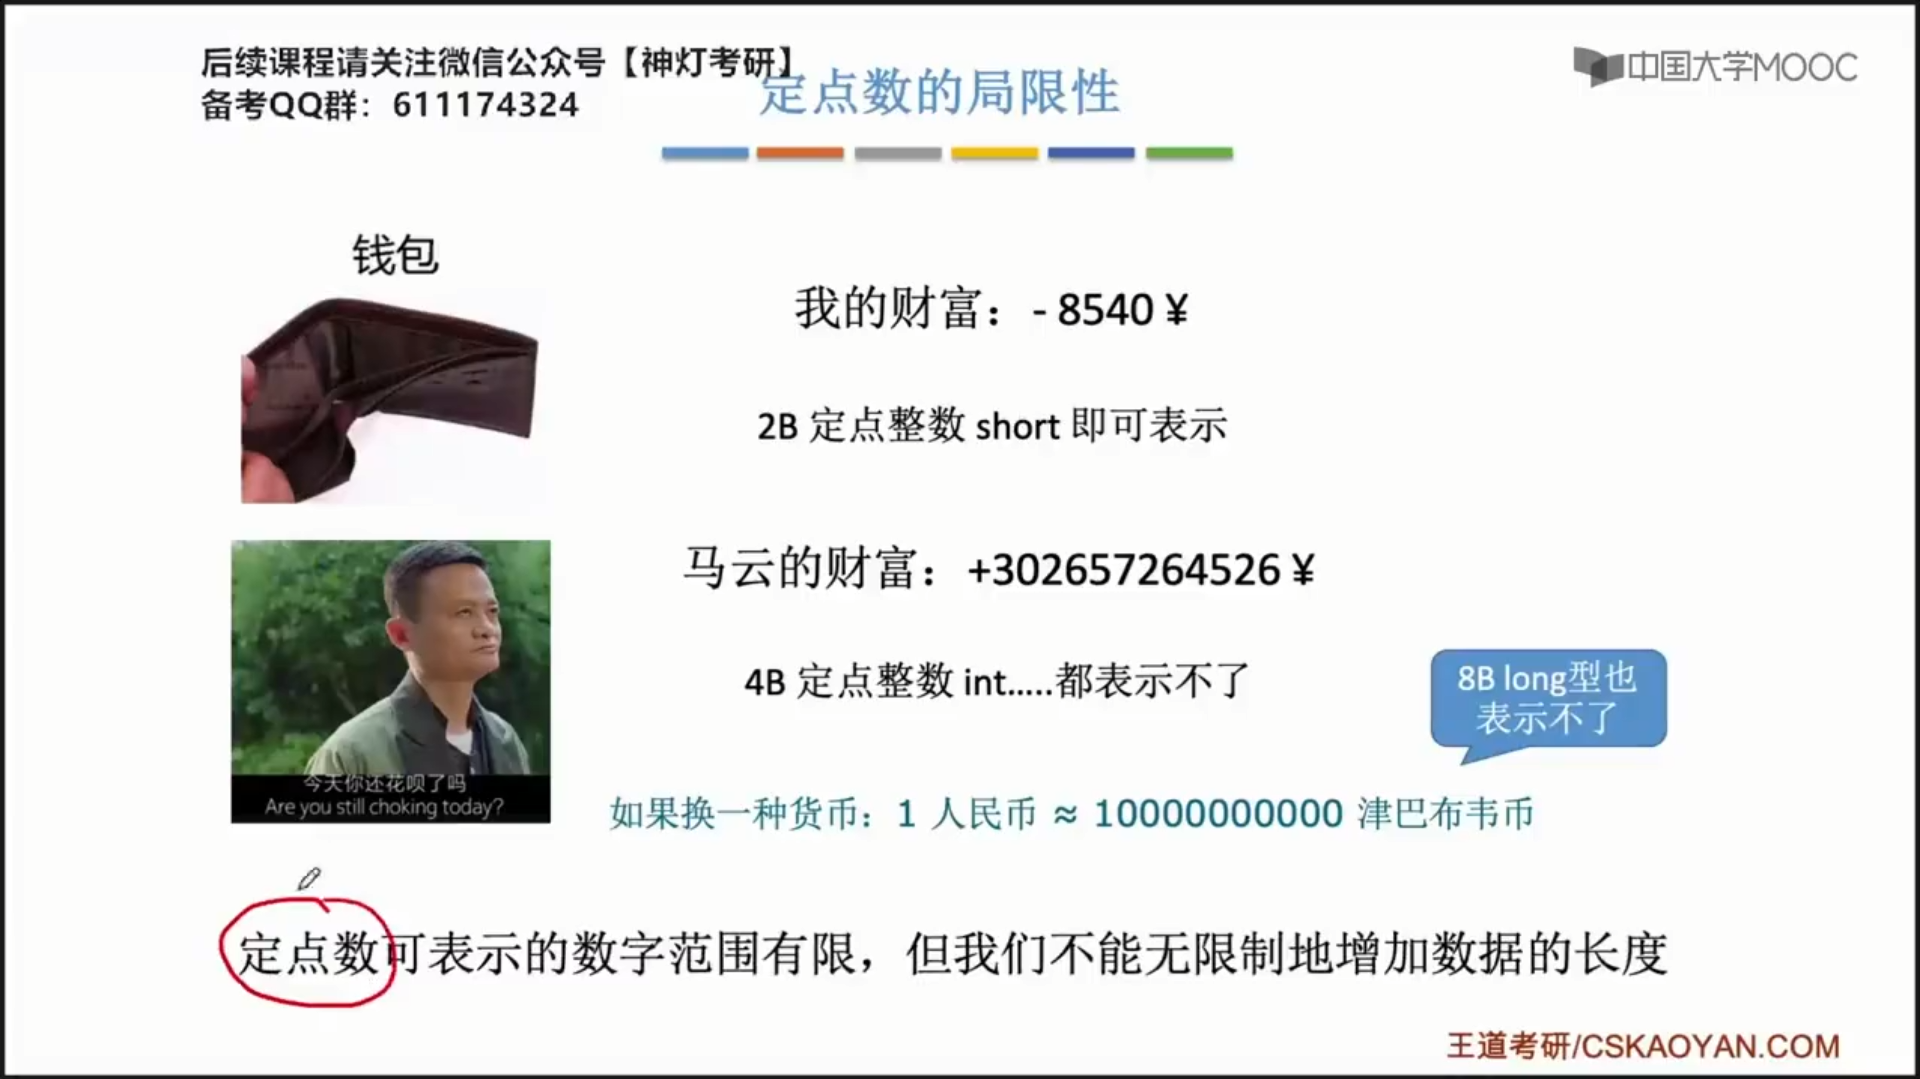 后续课程请关注微信公众号【神灯考研】
备考QQ群：611174324
定点数的局限性
中国大学MOOC
钱包
我的财富：- 8540 ¥
2B 定点整数 short 即可表示
马云的财富：+302657264526 ¥
4B 定点整数 int.....都表示不了
8B long型也
表示不了
今天你还花呗了吗
Are you still choking today?
如果换一种货币：1 人民币 ≈ 10000000000 津巴布韦币
定点数可表示的数字范围有限，但我们不能无限制地增加数据的长度
王道考研/CSKAOYAN.COM